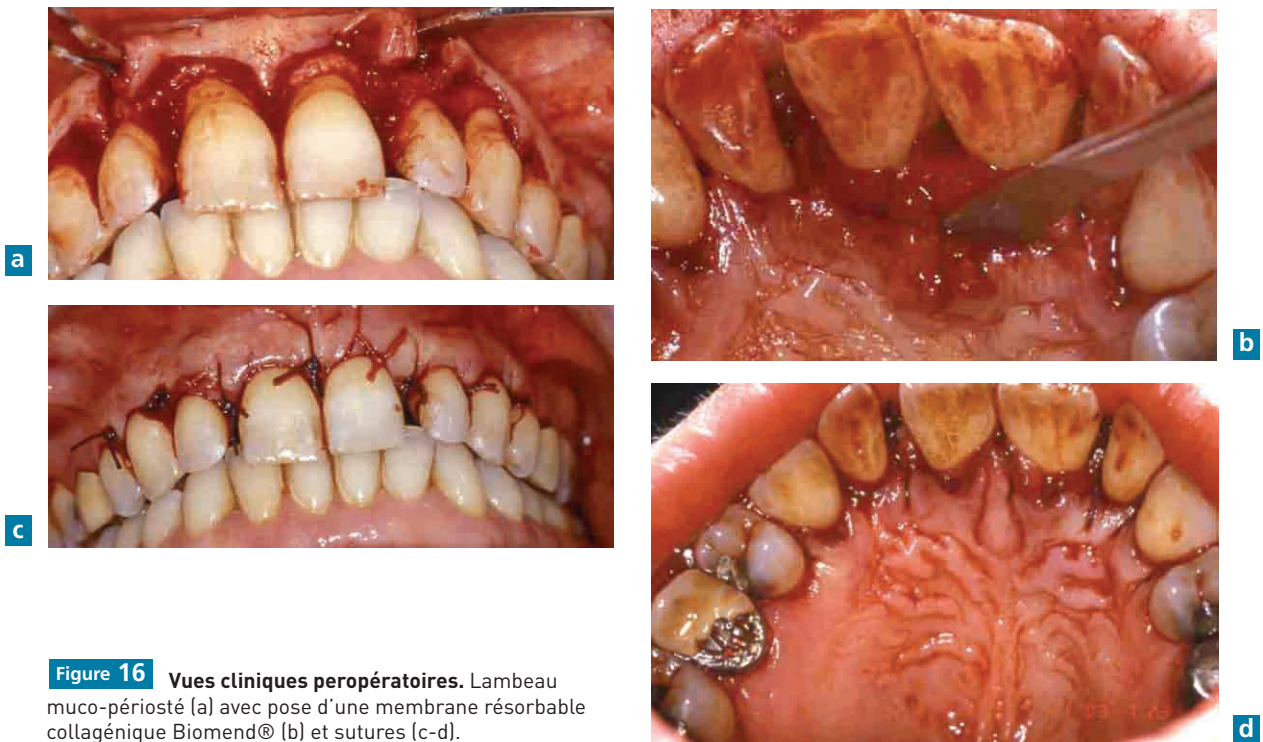 a
b
c
d
Figure 16 Vues cliniques peropératoires. Lambeau
muco-périosté (a) avec pose d'une membrane résorbable
collagénique Biomend® (b) et sutures (c-d).